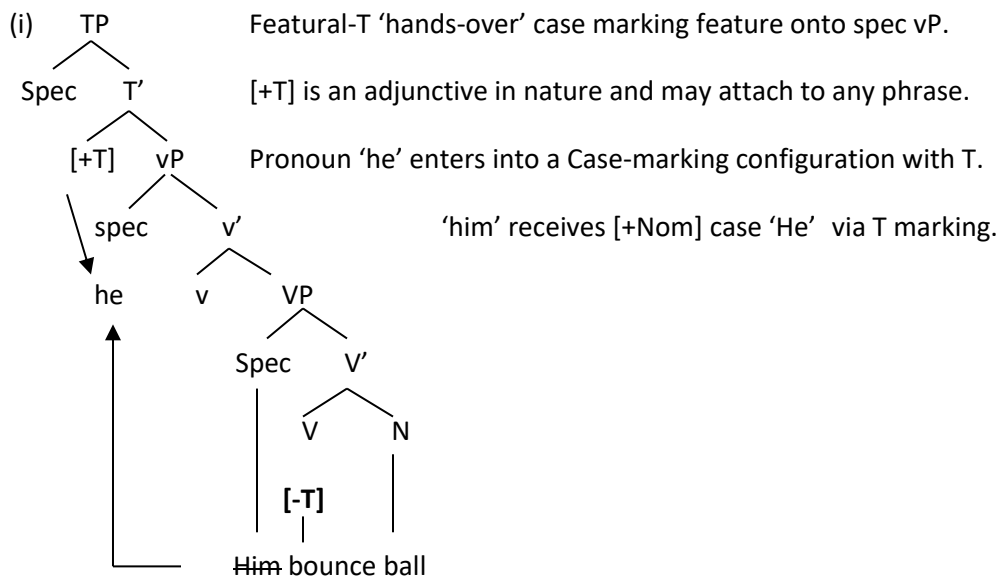 (i) TP Featural-T ‘hands-over’ case marking feature onto spec vP.
Spec T’ [+T] is an adjunctive in nature and may attach to any phrase.
[+T] vP Pronoun ‘he’ enters into a Case-marking configuration with T.
spec v’ ‘him’ receives [+Nom] case ‘He’ via T marking.
he v VP
Spec V’
V N
[-T]
Him bounce ball